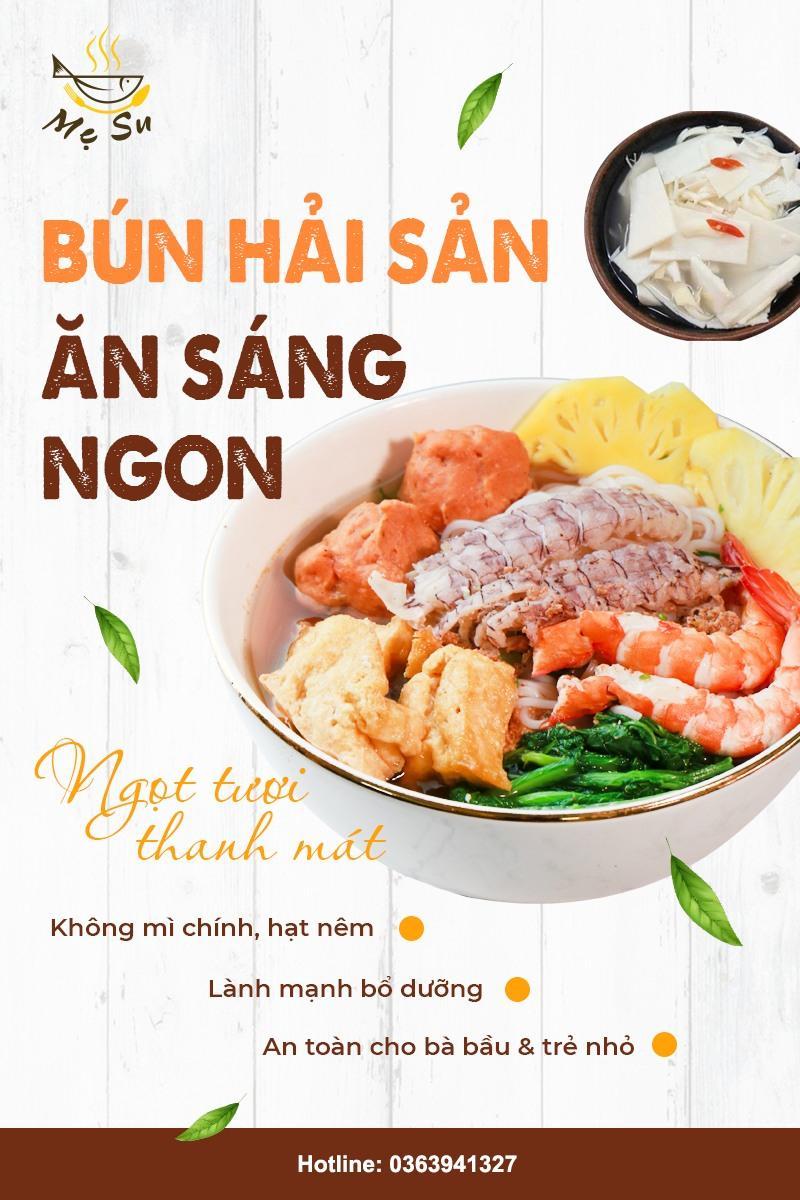 Mẹ Su
BÚN HẢI SẢN
ĂN SÁNG
NGON
Ngọt tươi
thanh mát
Không mì chính, hạt nêm
Lành mạnh bổ dưỡng
An toàn cho bà bầu & trẻ nhỏ
Hotline: 0363941327